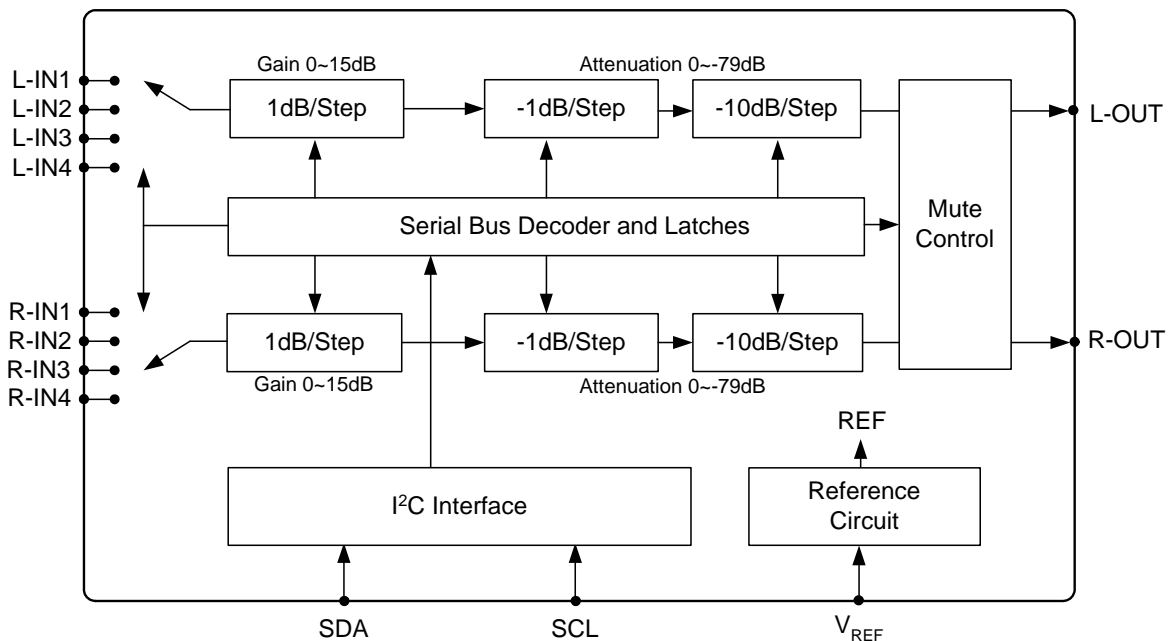 Gain 0~15dB
Attenuation 0~-79dB
L-IN1
L-IN2
L-IN3
L-IN4
1dB/Step
-1dB/Step
-10dB/Step
L-OUT
Serial Bus Decoder and Latches
Mute
Control
R-IN1
R-IN2
R-IN3
R-IN4
1dB/Step
-1dB/Step
-10dB/Step
R-OUT
Gain 0~15dB
Attenuation 0~-79dB
REF
I²C Interface
Reference
Circuit
SDA
SCL
V_REF